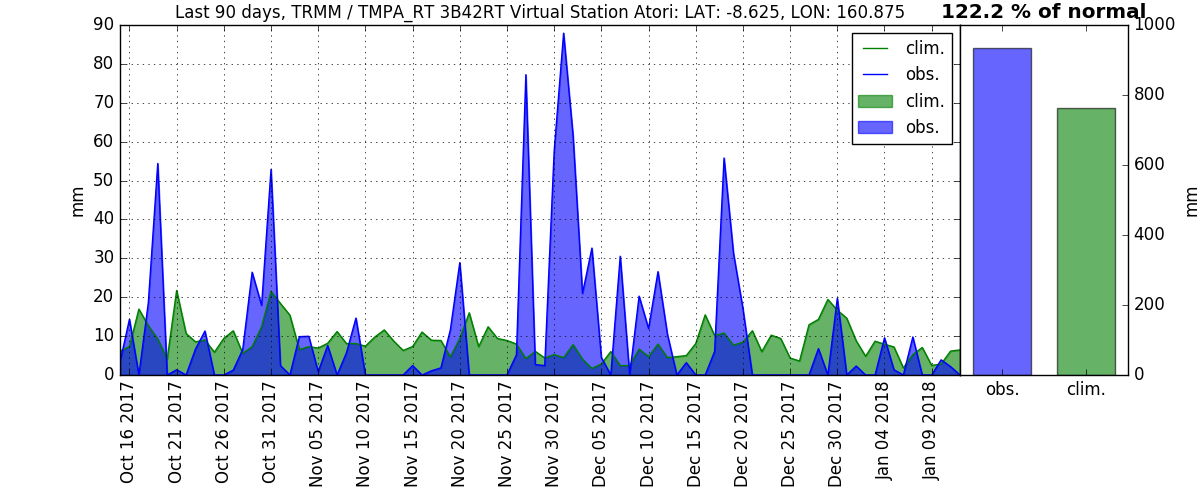 Last 90 days, TRMM / TMPA_RT 3B42RT Virtual Station Atori: LAT: -8.625, LON: 160.875
122.2 % of normal
90
80
70
60
50
40
30
20
10
0
mm
clim.
obs.
clim.
obs.
1000
800
600
400
200
0
mm
Oct 16 2017
Oct 21 2017
Oct 26 2017
Oct 31 2017
Nov 05 2017
Nov 10 2017
Nov 15 2017
Nov 20 2017
Nov 25 2017
Nov 30 2017
Dec 05 2017
Dec 10 2017
Dec 15 2017
Dec 20 2017
Dec 25 2017
Dec 30 2017
Jan 04 2018
Jan 09 2018
obs.
clim.